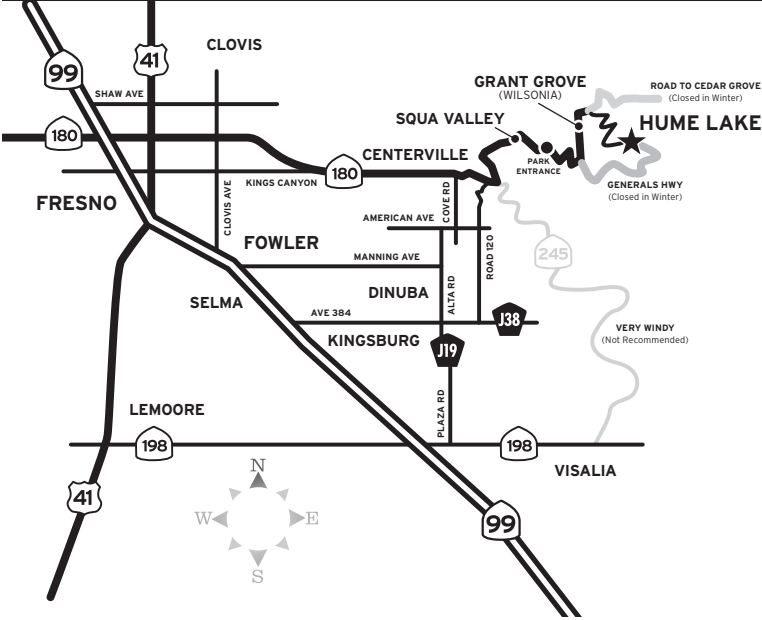 CLOVIS
41
99
SHAW AVE
GRANT GROVE
(WILSONIA)
ROAD TO CEDAR GROVE
(Closed in Winter)
SQUA VALLEY
HUME LAKE
180
CENTERVILLE
PARK
ENTRANCE
KINGS CANYON
180
GENERALS HWY
(Closed in Winter)
FRESNO
CLOVIS AVE
COVE RD
AMERICAN AVE
FOWLER
MANNING AVE
ROAD 120
245
SELMA
DINUBA
ALTA RD
AVE 384
J38
KINGSBURG
J19
VERY WINDY
(Not Recommended)
LEMOORE
PLAZA RD
198
198
VISALIA
N
W
E
S
41
99